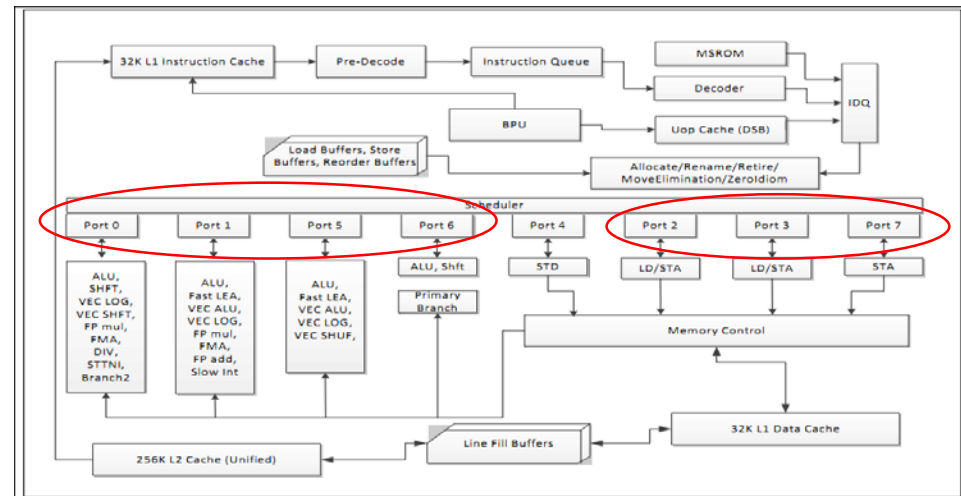 32K L1 Instruction Cache
Pre-Decode
Instruction Queue
MSROM
Decoder
IDQ
BPU
Uop Cache (DSB)
Load Buffers, Store
Buffers, Reorder Buffers
Allocate/Rename/Retire/
MoveElimination/ZeroIdiom
Scheduler
Port 0
Port 1
Port 5
Port 6
Port 4
Port 2
Port 3
Port 7
ALU,
SHFT,
VEC LOG,
VEC SHFT,
FP mul,
FMA,
DIV,
STTNI,
Branch2
ALU,
Fast LEA,
VEC ALU,
VEC LOG,
FP mul,
FMA,
FP add,
Slow Int
ALU,
Fast LEA,
VEC ALU,
VEC LOG,
VEC SHUF,
ALU, Shft
Primary
Branch
STD
LD/STA
LD/STA
STA
Memory Control
32K L1 Data Cache
Line Fill Buffers
256K L2 Cache (Unified)